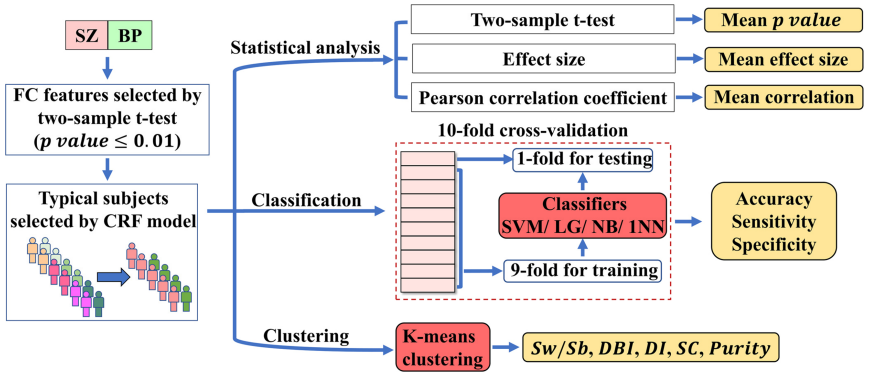 SZ BP
FC features selected by
two-sample t-test
(p value ≤ 0.01)
Typical subjects
selected by CRF model
Statistical analysis
Two-sample t-test
Mean p value
Effect size
Mean effect size
Pearson correlation coefficient
Mean correlation
Classification
10-fold cross-validation
1-fold for testing
Classifiers
SVM/ LG/ NB/ 1NN
9-fold for training
Accuracy
Sensitivity
Specificity
Clustering
K-means
clustering
Sw/Sb, DBI, DI, SC, Purity